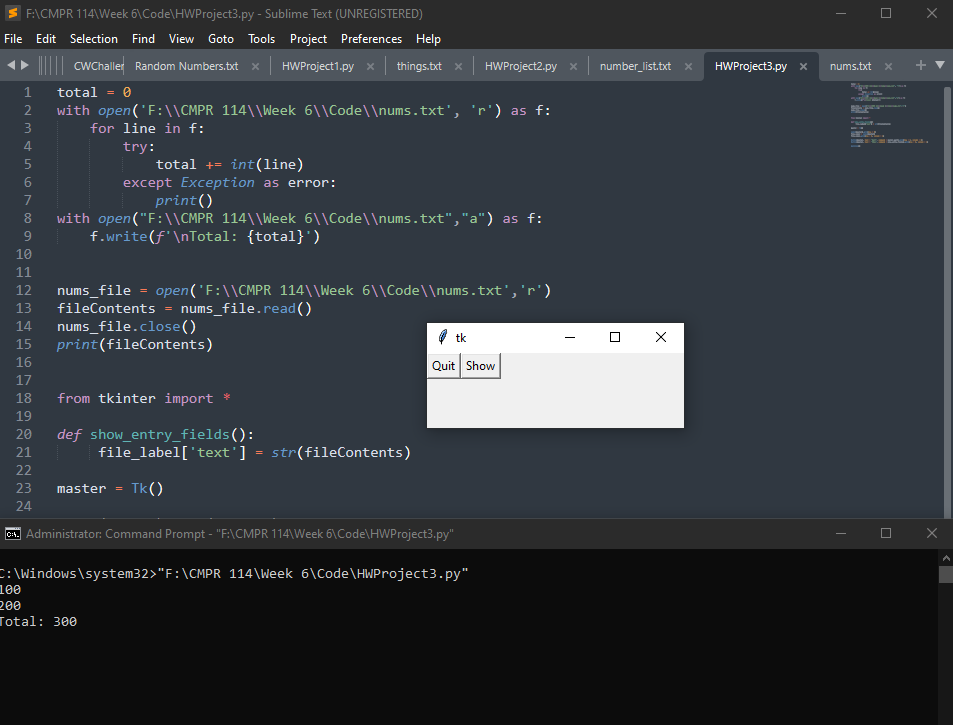 F:\CMPR 114\Week 6\Code\HWProject3.py - Sublime Text (UNREGISTERED)
File Edit Selection Find View Goto Tools Project Preferences Help
CWChaller Random Numbers.txt × HWProject1.py × things.txt × HWProject2.py × number_list.txt × HWProject3.py × nums.txt × +
1 total = 0
2 with open('F:\\CMPR 114\\Week 6\\Code\\nums.txt', 'r') as f:
3 for line in f:
4 try:
5 total += int(line)
6 except Exception as error:
7 print()
8 with open("F:\\CMPR 114\\Week 6\\Code\\nums.txt","a") as f:
9 f.write(f'\nTotal: {total}')
10
11
12 nums_file = open('F:\\CMPR 114\\Week 6\\Code\\nums.txt','r')
13 fileContents = nums_file.read()
14 nums_file.close()
15 print(fileContents)
16
17
18 from tkinter import *
19
20 def show_entry_fields():
21 file_label['text'] = str(fileContents)
22
23 master = Tk()
24
tk
Quit Show
Administrator: Command Prompt - "F:\CMPR 114\Week 6\Code\HWProject3.py"
C:\Windows\system32>"F:\CMPR 114\Week 6\Code\HWProject3.py"
100
200
Total: 300